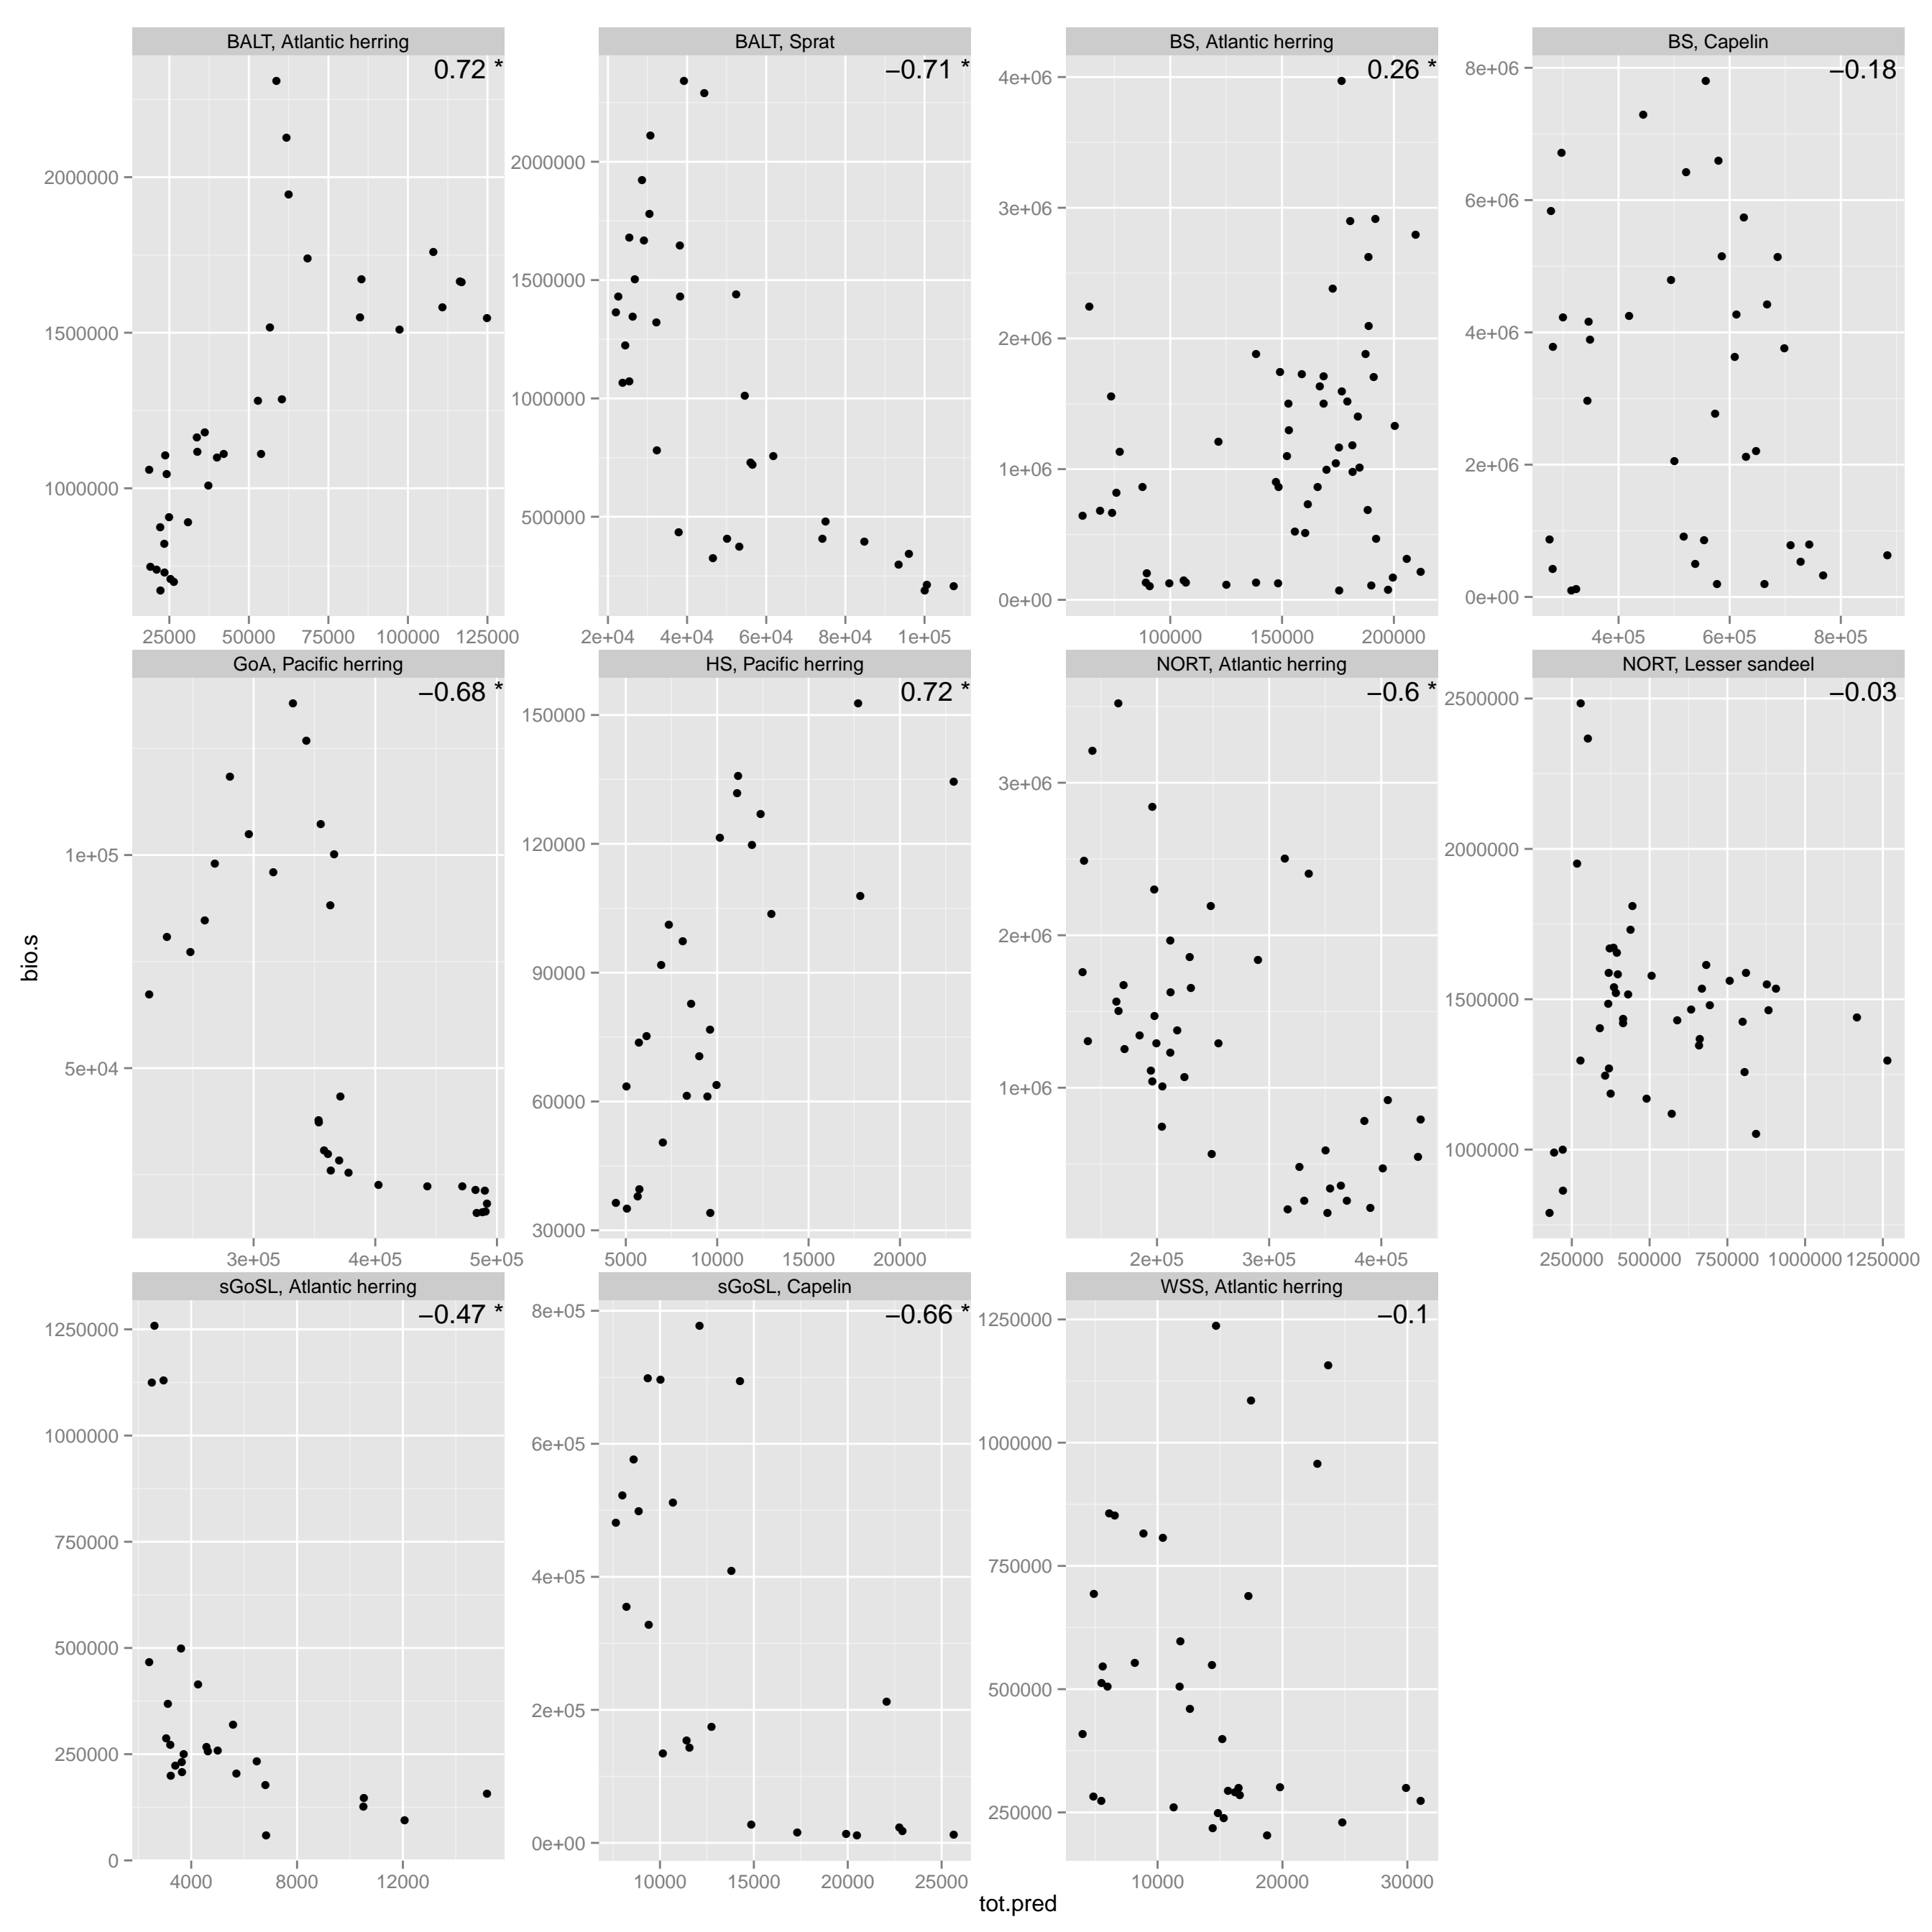 BALT, Atlantic herring
0.72 *
2000000
1500000
1000000
25000 50000 75000 100000 125000
BALT, Sprat
−0.71 *
2000000
1500000
1000000
500000
2e+04 4e+04 6e+04 8e+04 1e+05
BS, Atlantic herring
0.26 *
4e+06
3e+06
2e+06
1e+06
0e+00
100000 150000 200000
BS, Capelin
−0.18
8e+06
6e+06
4e+06
2e+06
0e+00
4e+05 6e+05 8e+05
GoA, Pacific herring
−0.68 *
1e+05
5e+04
3e+05 4e+05 5e+05
HS, Pacific herring
0.72 *
150000
120000
90000
60000
30000
5000 10000 15000 20000
NORT, Atlantic herring
−0.6 *
3e+06
2e+06
1e+06
2e+05 3e+05 4e+05
NORT, Lesser sandeel
−0.03
2500000
2000000
1500000
1000000
250000 500000 750000 1000000 1250000
sGoSL, Atlantic herring
−0.47 *
1250000
1000000
750000
500000
250000
0
4000 8000 12000
sGoSL, Capelin
−0.66 *
8e+05
6e+05
4e+05
2e+05
0e+00
10000 15000 20000 25000
WSS, Atlantic herring
−0.1
1250000
1000000
750000
500000
250000
10000 20000 30000
bio.s
tot.pred